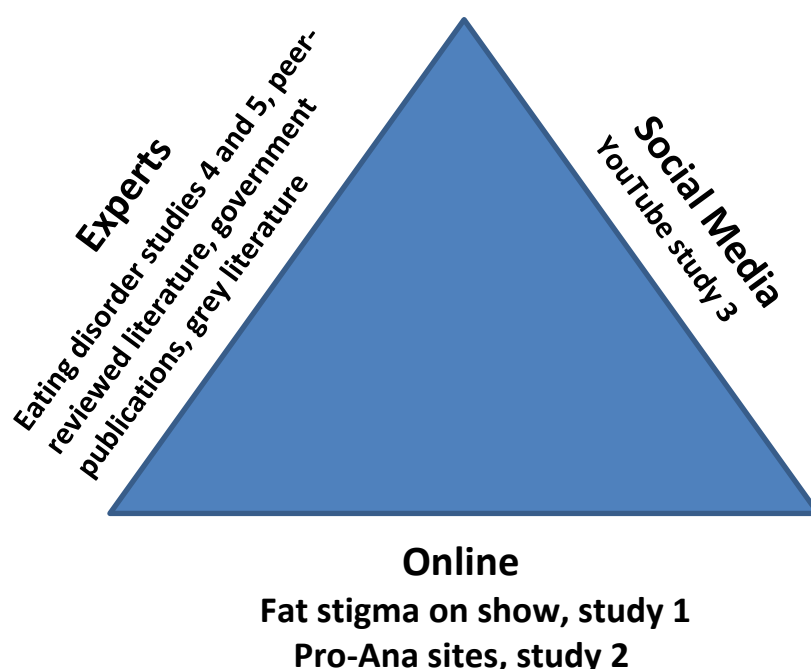 Experts
Eating disorder studies 4 and 5, peer-
reviewed literature, government
publications, grey literature
Social Media
YouTube study 3
Online
Fat stigma on show, study 1
Pro-Ana sites, study 2